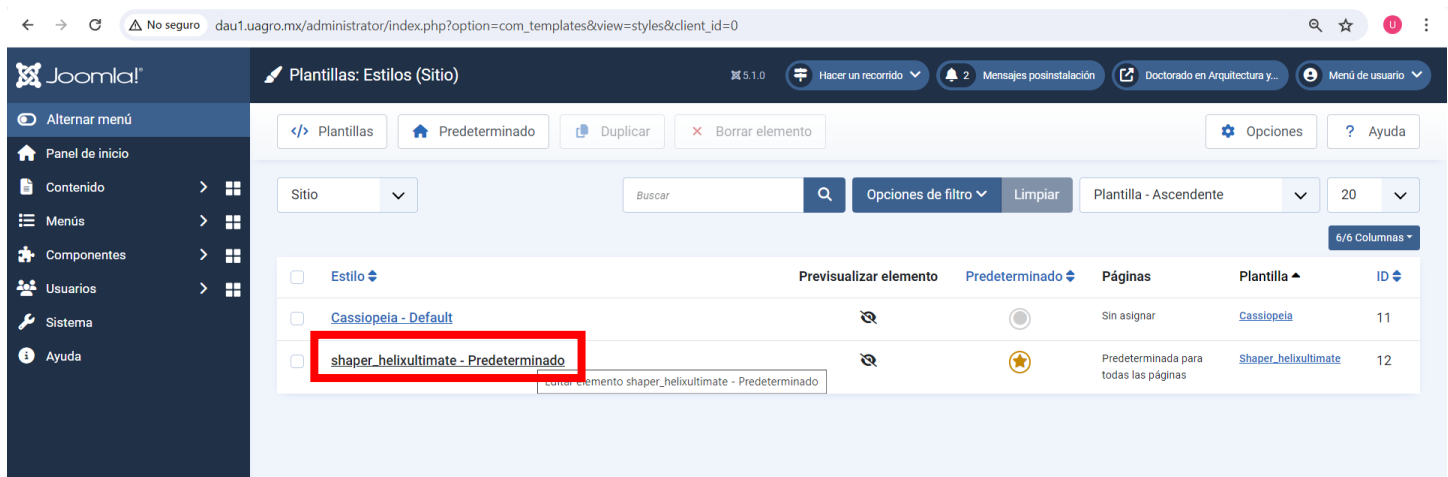 No seguro dau1.uagro.mx/administrator/index.php?option=com_templates&view=styles&client_id=0 U
Joomla!® Plantillas: Estilos (Sitio) 5.1.0 Hacer un recorrido 2 Mensajes posinstalación Doctorado en Arquitectura y... Menú de usuario
Alternar menú
Panel de inicio
Contenido
Menús
Componentes
Usuarios
Sistema
Ayuda
</> Plantillas Predeterminado Duplicar × Borrar elemento Opciones ? Ayuda
Sitio Buscar Opciones de filtro Limpiar Plantilla - Ascendente 20
6/6 Columnas
Estilo Previsualizar elemento Predeterminado Páginas Plantilla ID
Cassiopeia - Default Sin asignar Cassiopeia 11
shaper_helixultimate - Predeterminado Predeterminada para Shaper_helixultimate 12
todas las páginas
Editar elemento shaper_helixultimate - Predeterminado